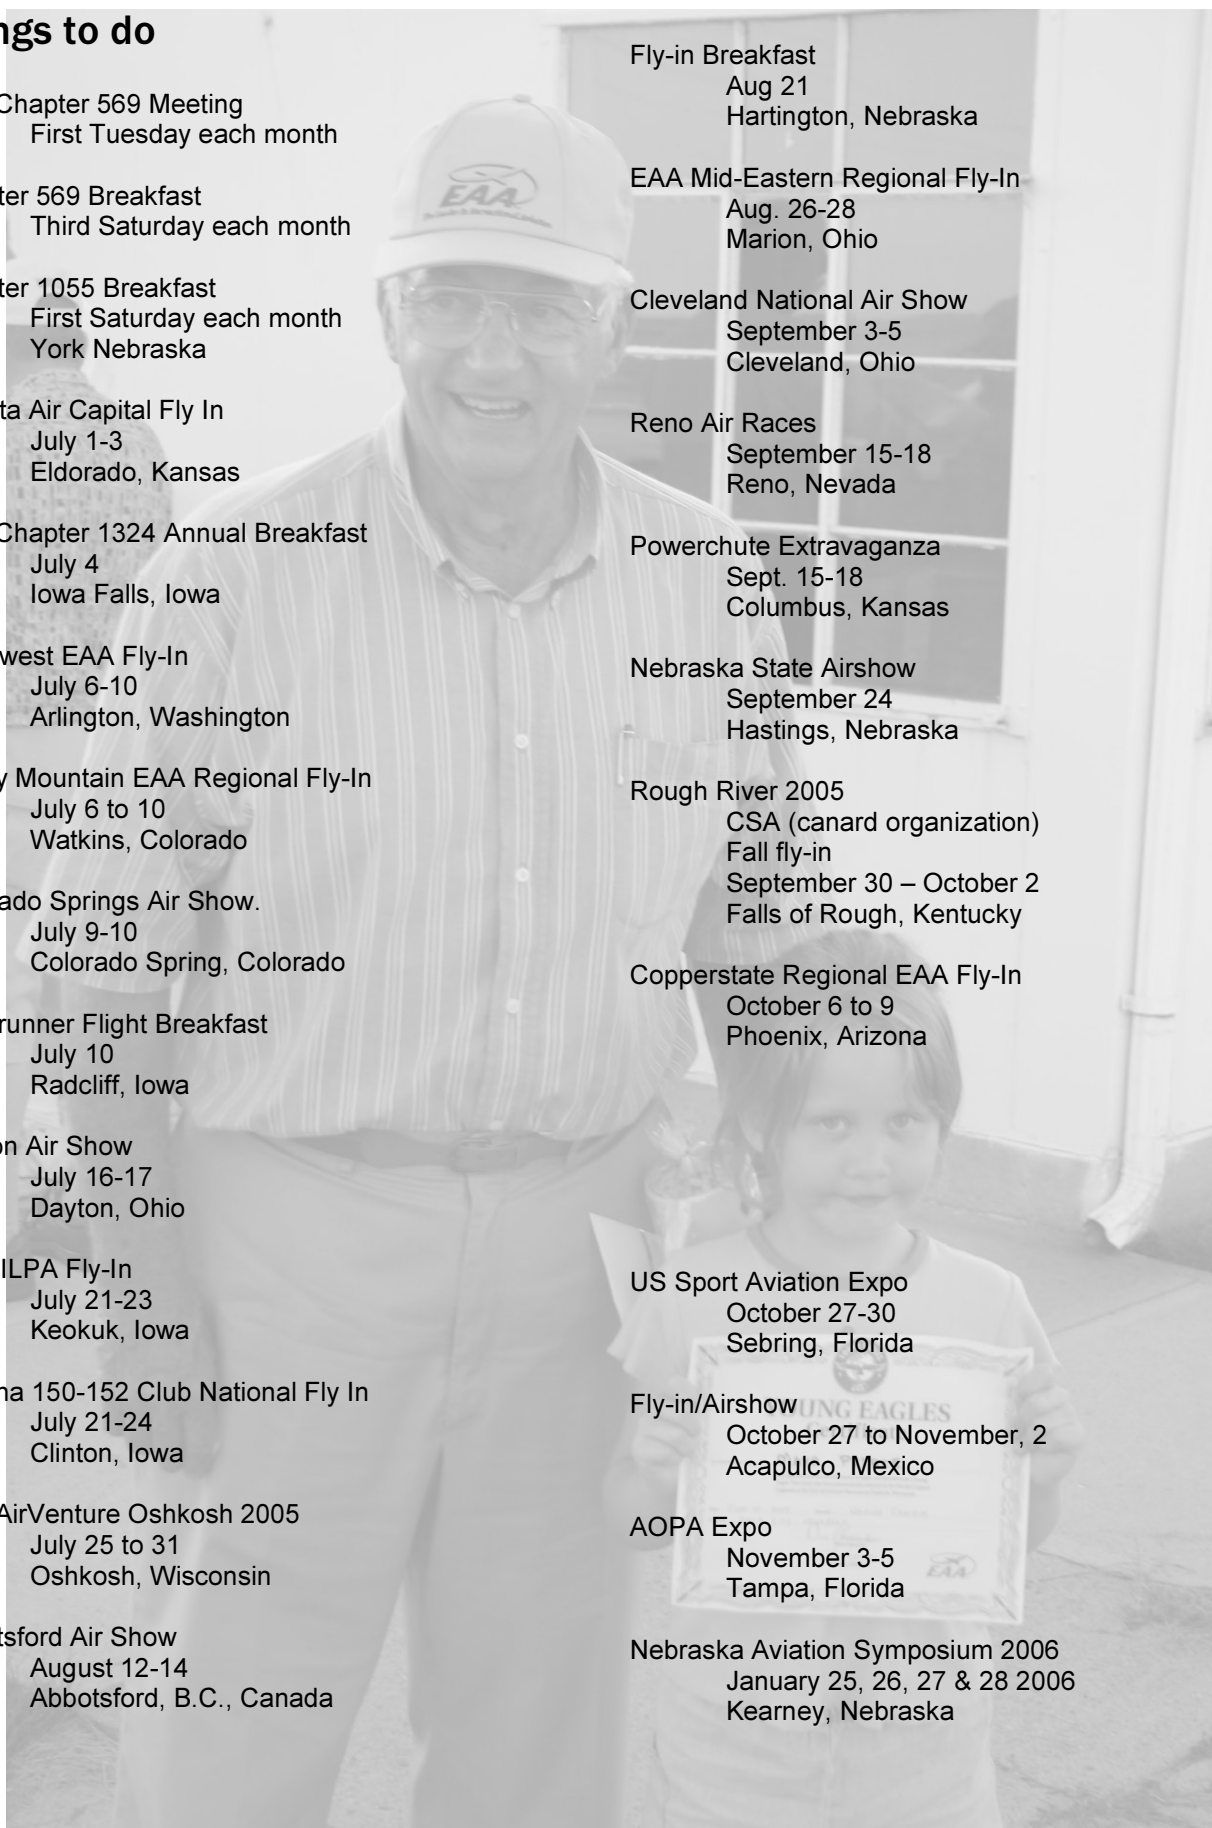 ngs to do
Chapter 569 Meeting
First Tuesday each month
ter 569 Breakfast
Third Saturday each month
ter 1055 Breakfast
First Saturday each month
York Nebraska
ta Air Capital Fly In
July 1-3
Eldorado, Kansas
Chapter 1324 Annual Breakfast
July 4
Iowa Falls, Iowa
west EAA Fly-In
July 6-10
Arlington, Washington
y Mountain EAA Regional Fly-In
July 6 to 10
Watkins, Colorado
ado Springs Air Show.
July 9-10
Colorado Spring, Colorado
runner Flight Breakfast
July 10
Radcliff, Iowa
on Air Show
July 16-17
Dayton, Ohio
ILPA Fly-In
July 21-23
Keokuk, Iowa
na 150-152 Club National Fly In
July 21-24
Clinton, Iowa
AirVenture Oshkosh 2005
July 25 to 31
Oshkosh, Wisconsin
tsford Air Show
August 12-14
Abbotsford, B.C., Canada
Fly-in Breakfast
Aug 21
Hartington, Nebraska
EAA Mid-Eastern Regional Fly-In
Aug. 26-28
Marion, Ohio
Cleveland National Air Show
September 3-5
Cleveland, Ohio
Reno Air Races
September 15-18
Reno, Nevada
Powerchute Extravaganza
Sept. 15-18
Columbus, Kansas
Nebraska State Airshow
September 24
Hastings, Nebraska
Rough River 2005
CSA (canard organization)
Fall fly-in
September 30 – October 2
Falls of Rough, Kentucky
Copperstate Regional EAA Fly-In
October 6 to 9
Phoenix, Arizona
US Sport Aviation Expo
October 27-30
Sebring, Florida
Fly-in/Airshow
October 27 to November, 2
Acapulco, Mexico
AOPA Expo
November 3-5
Tampa, Florida
Nebraska Aviation Symposium 2006
January 25, 26, 27 & 28 2006
Kearney, Nebraska
EAA
YOUNG EAGLES
EAA